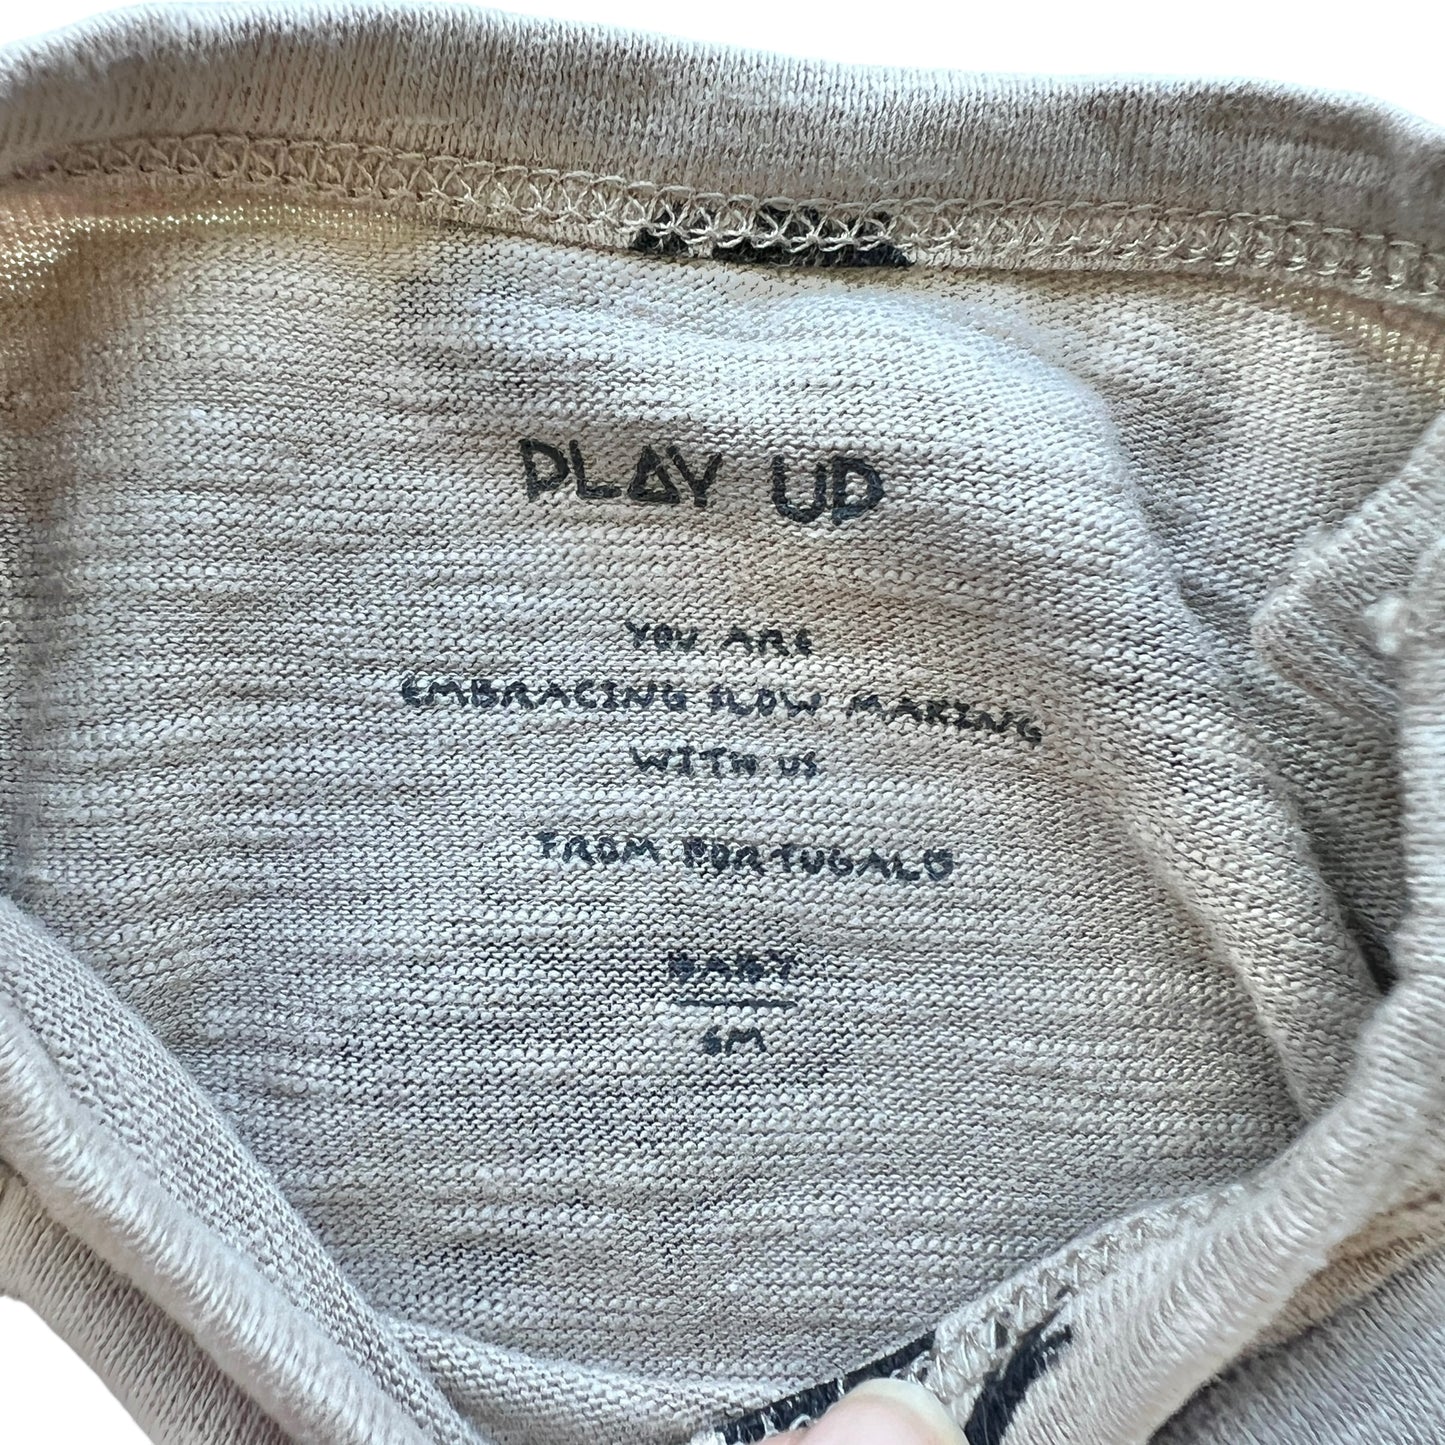 PLAY UP
YOU ARE
EMBRACING SLOW MAKING
WITH US
FROM PORTUGAL
BABY
6M